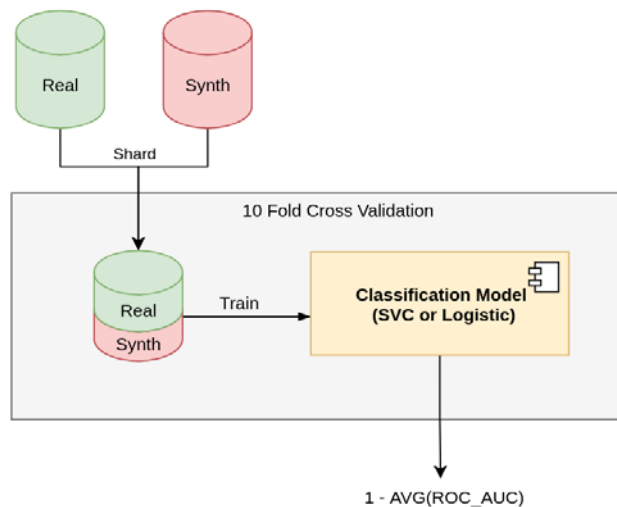 Real
Synth
Shard
10 Fold Cross Validation
Real
Synth
Train
Classification Model
(SVC or Logistic)
1 - AVG(ROC_AUC)